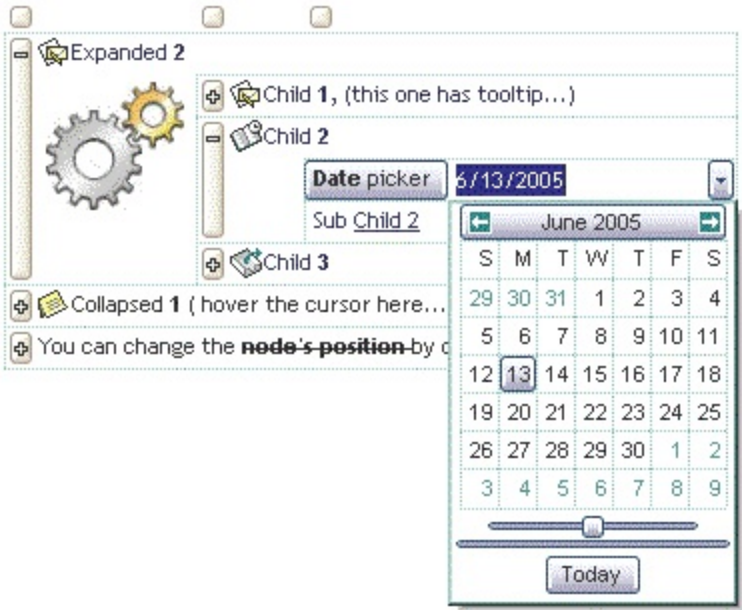 Expanded 2
Child 1, (this one has tooltip...)
Child 2
Date picker 6/13/2005
Sub Child 2
Child 3
Collapsed 1 ( hover the cursor here...
You can change the node's position by
June 2005
S M T W T F S
29 30 31 1 2 3 4
5 6 7 8 9 10 11
12 13 14 15 16 17 18
19 20 21 22 23 24 25
26 27 28 29 30 1 2
3 4 5 6 7 8 9
Today